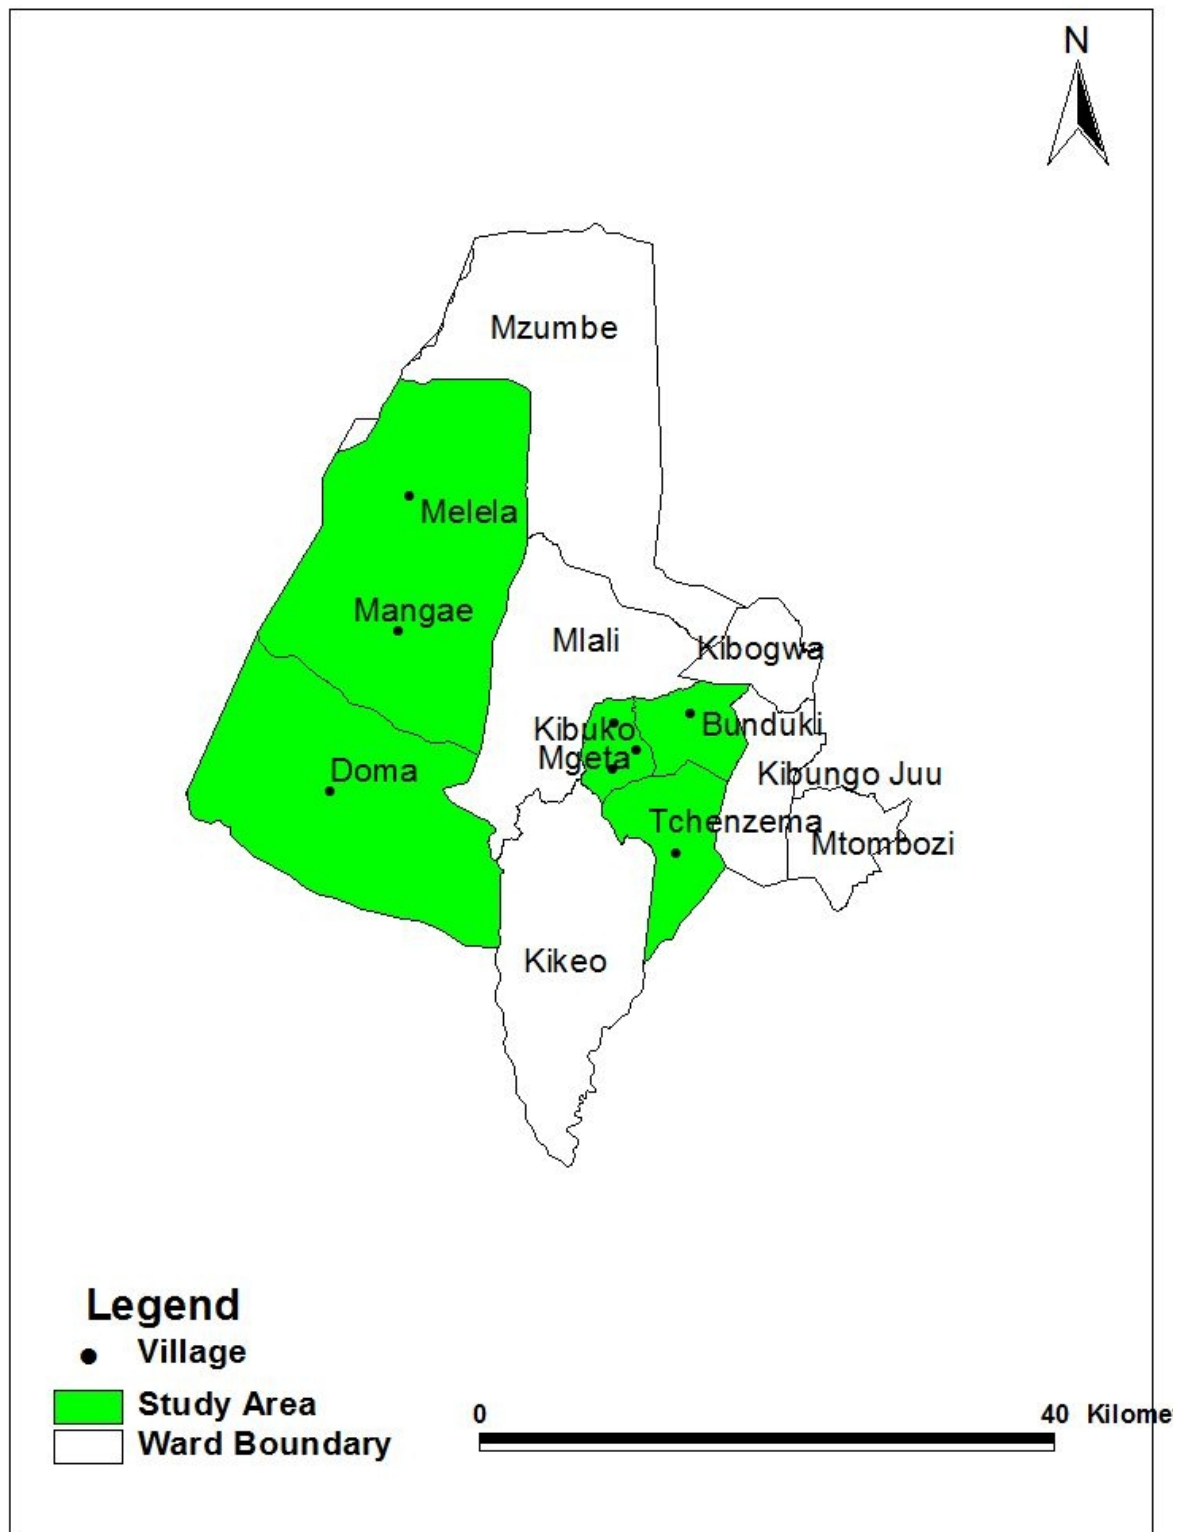 N
Mzumbe
Melela
Mangae
Mlali
Kibogwa
Kibuko
Bunduki
Mgeta
Doma
Kibungo Juu
Tchenzema
Mtombozi
Kikeo
Legend
Village
Study Area
Ward Boundary
0
40 Kilome